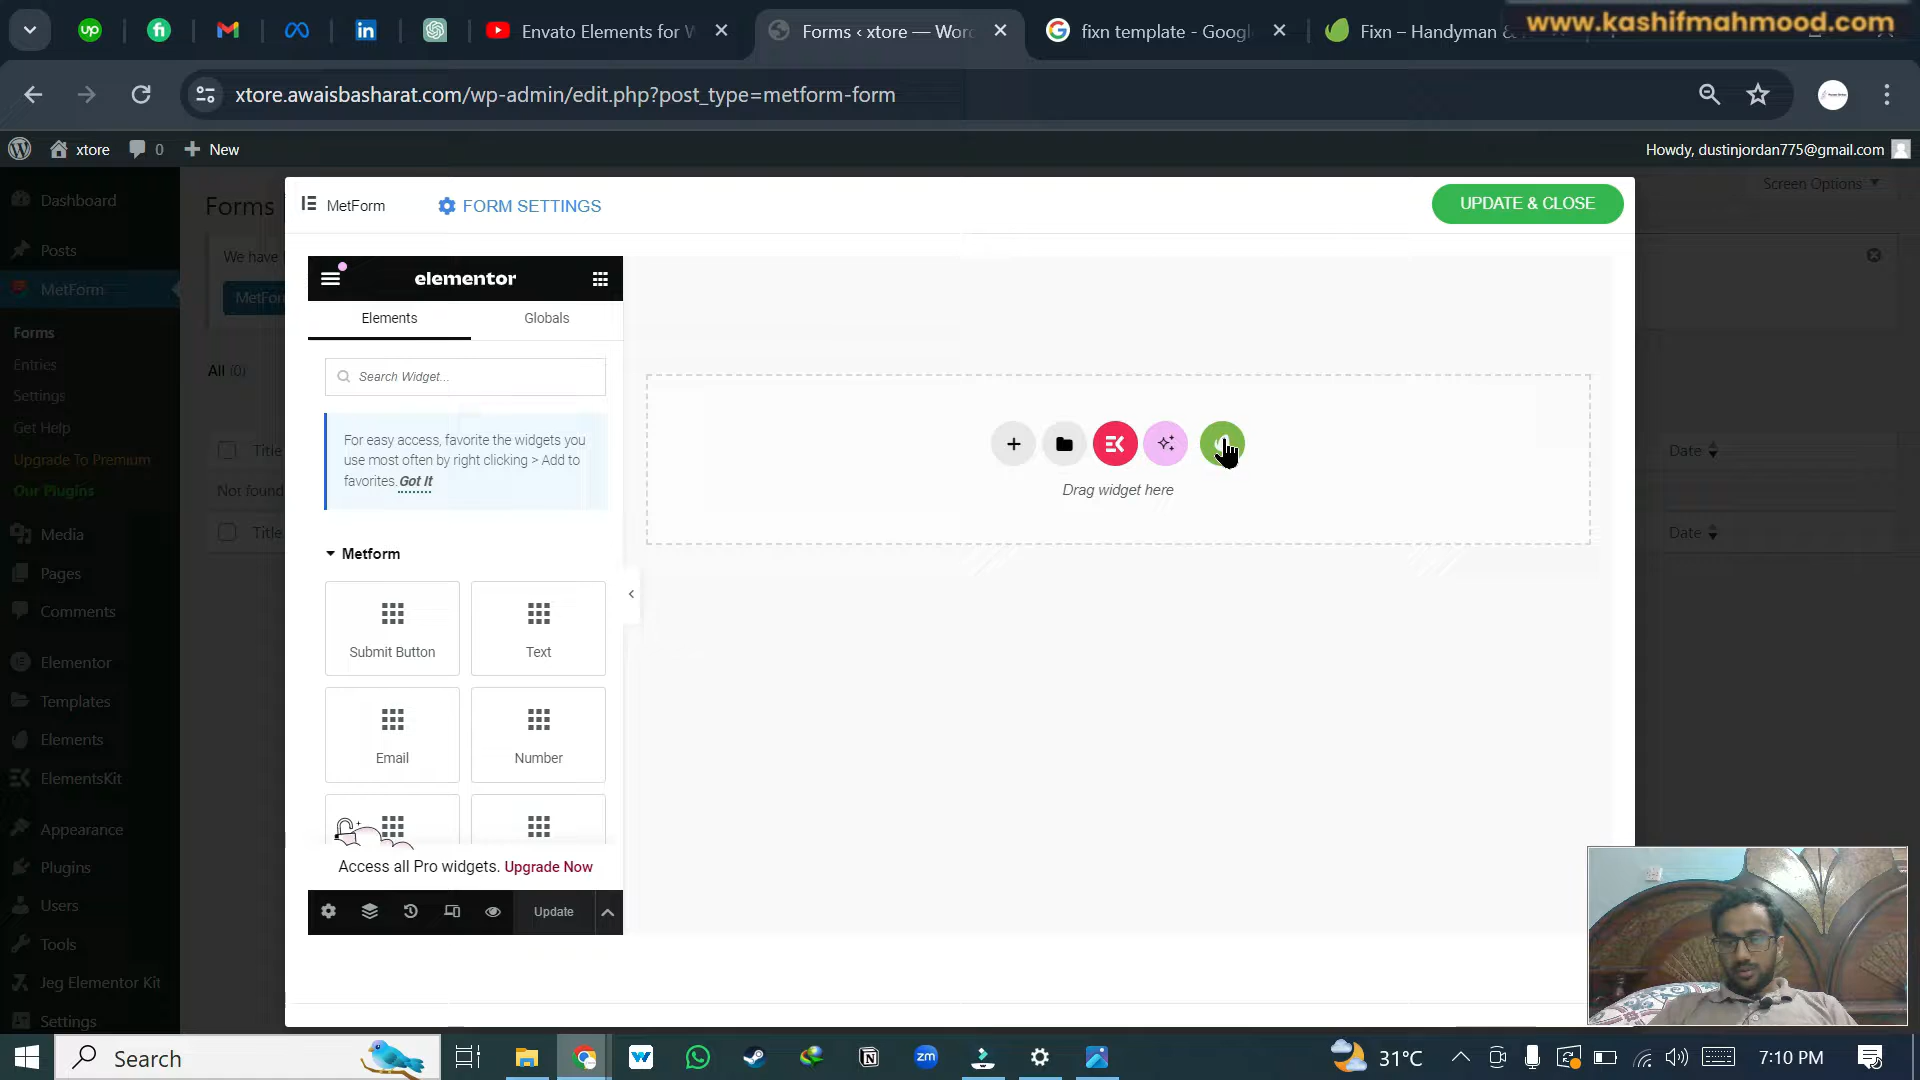 www.kashifmahmood.com
Envato Elements for W
Forms ‹ xtore — Word
fixn template - Googl
Fixn – Handyman &
xtore.awaisbasharat.com/wp-admin/edit.php?post_type=metform-form
xtore
0
New
Howdy, dustinjordan775@gmail.com
Dashboard
Posts
MetForm
Forms
Entries
Settings
Get Help
Upgrade To Premium
Our Plugins
Media
Pages
Comments
Elementor
Templates
Elements
ElementsKit
Appearance
Plugins
Users
Tools
Jeg Elementor Kit
Settings
Forms
Screen Options
We have
MetFor
All (0)
Title
Date
Not found
Title
Date
MetForm
FORM SETTINGS
UPDATE & CLOSE
elementor
Elements
Globals
Search Widget...
For easy access, favorite the widgets you
use most often by right clicking > Add to
favorites. Got It
Metform
Submit Button
Text
Email
Number
Access all Pro widgets. Upgrade Now
Update
Drag widget here
Search
31°C
7:10 PM